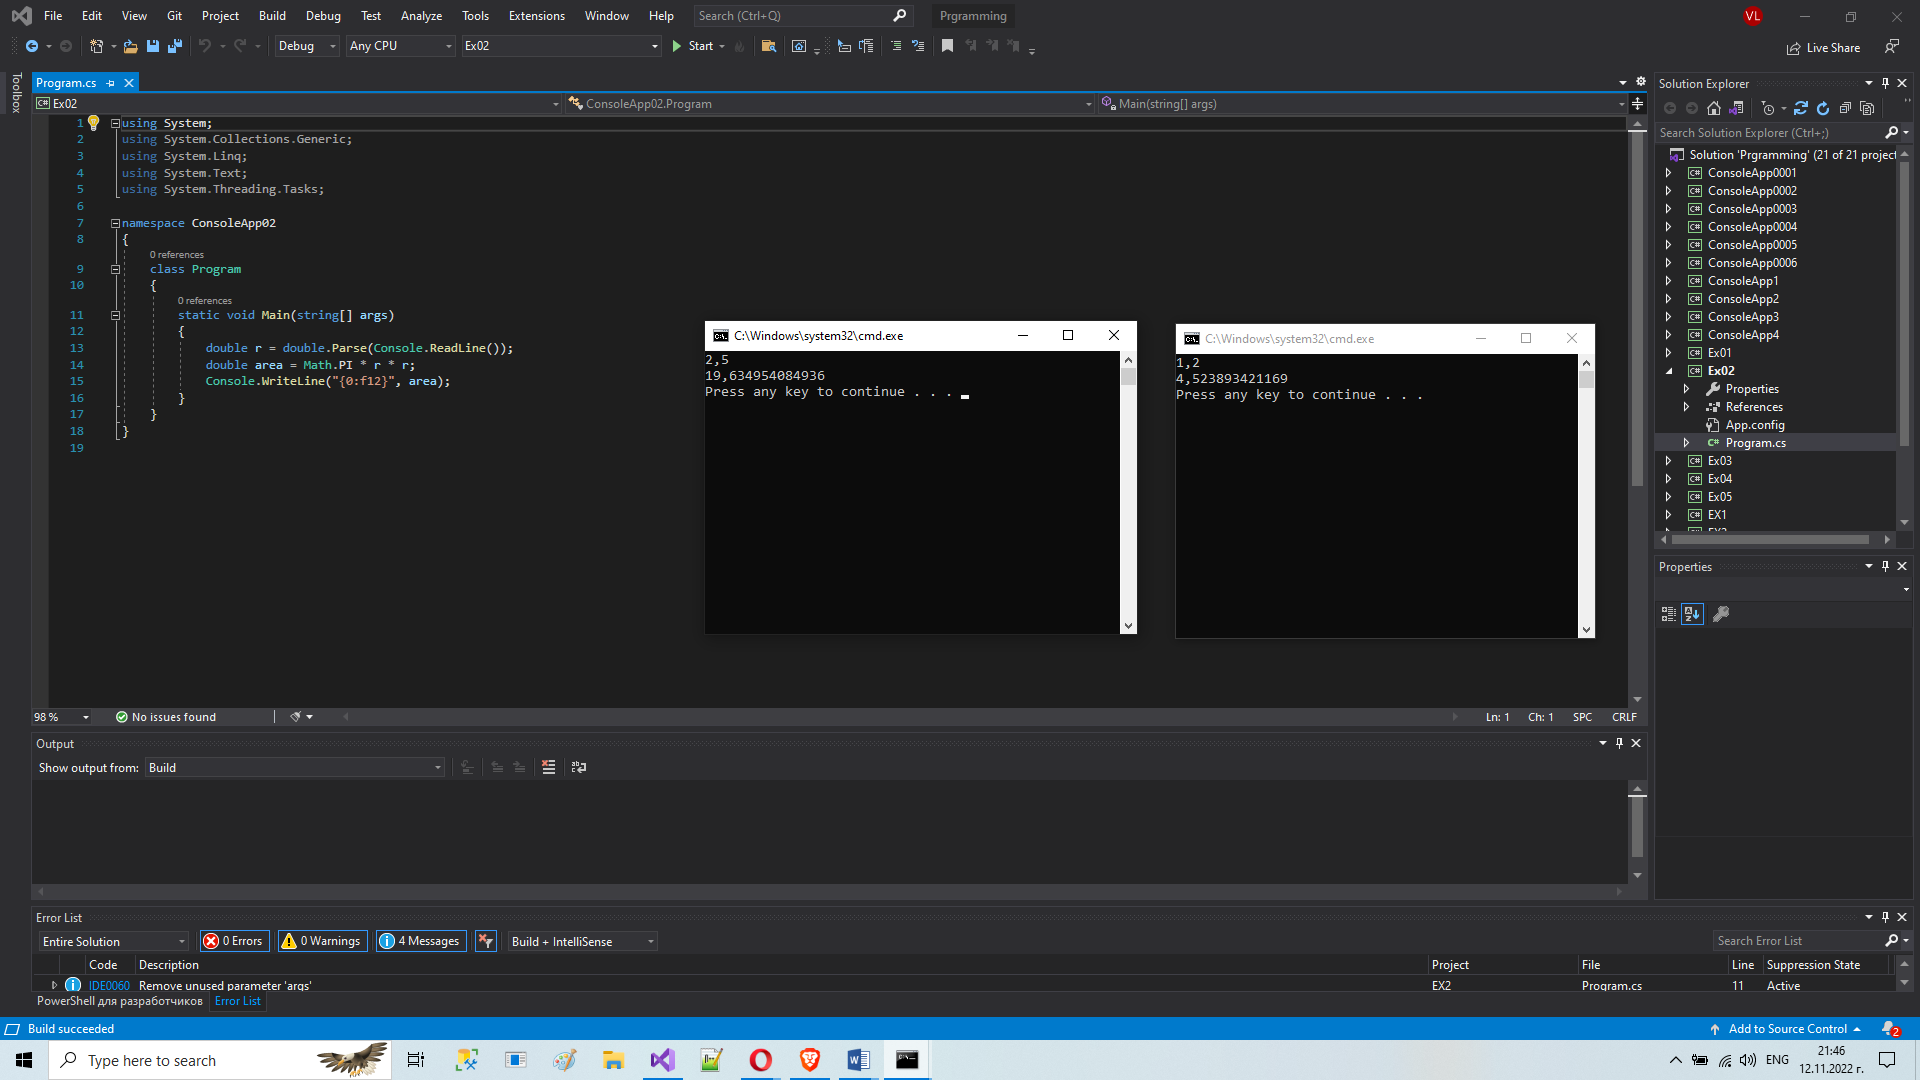 File Edit View Git Project Build Debug Test Analyze Tools Extensions Window Help Search (Ctrl+Q) Prgramming VL
Debug Any CPU Ex02 Start Live Share
Toolbox
Program.cs
Ex02 ConsoleApp02.Program Main(string[] args)
1 using System;
2 using System.Collections.Generic;
3 using System.Linq;
4 using System.Text;
5 using System.Threading.Tasks;
6
7 namespace ConsoleApp02
8 {
0 references
9 class Program
10 {
0 references
11 static void Main(string[] args)
12 {
13 double r = double.Parse(Console.ReadLine());
14 double area = Math.PI * r * r;
15 Console.WriteLine("{0:f12}", area);
16 }
17 }
18 }
19
C:\Windows\system32\cmd.exe
2,5
19,634954084936
Press any key to continue . . .
C:\Windows\system32\cmd.exe
1,2
4,523893421169
Press any key to continue . . .
98 % No issues found Ln: 1 Ch: 1 SPC CRLF
Output
Show output from: Build
Error List
Entire Solution 0 Errors 0 Warnings 4 Messages Build + IntelliSense Search Error List
Code Description Project File Line Suppression State
IDE0060 Remove unused parameter 'args' EX2 Program.cs 11 Active
PowerShell для разработчиков Error List
Solution Explorer
Search Solution Explorer (Ctrl+;)
Solution 'Prgramming' (21 of 21 project
C# ConsoleApp0001
C# ConsoleApp0002
C# ConsoleApp0003
C# ConsoleApp0004
C# ConsoleApp0005
C# ConsoleApp0006
C# ConsoleApp1
C# ConsoleApp2
C# ConsoleApp3
C# ConsoleApp4
C# Ex01
C# Ex02
Properties
References
App.config
C# Program.cs
C# Ex03
C# Ex04
C# Ex05
C# EX1
Properties
Build succeeded Add to Source Control 2
Type here to search ENG 21:46
12.11.2022 г.